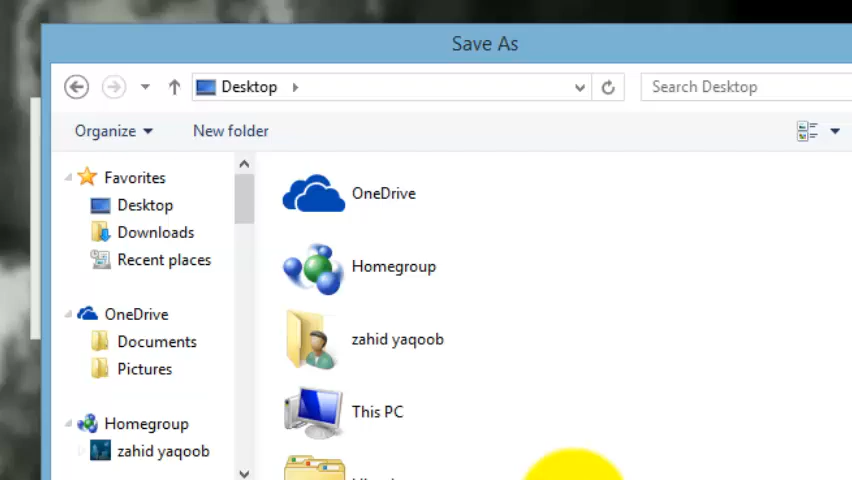 Save As
Desktop
Search Desktop
Organize
New folder
Favorites
Desktop
Downloads
Recent places
OneDrive
Documents
Pictures
Homegroup
zahid yaqoob
OneDrive
Homegroup
zahid yaqoob
This PC